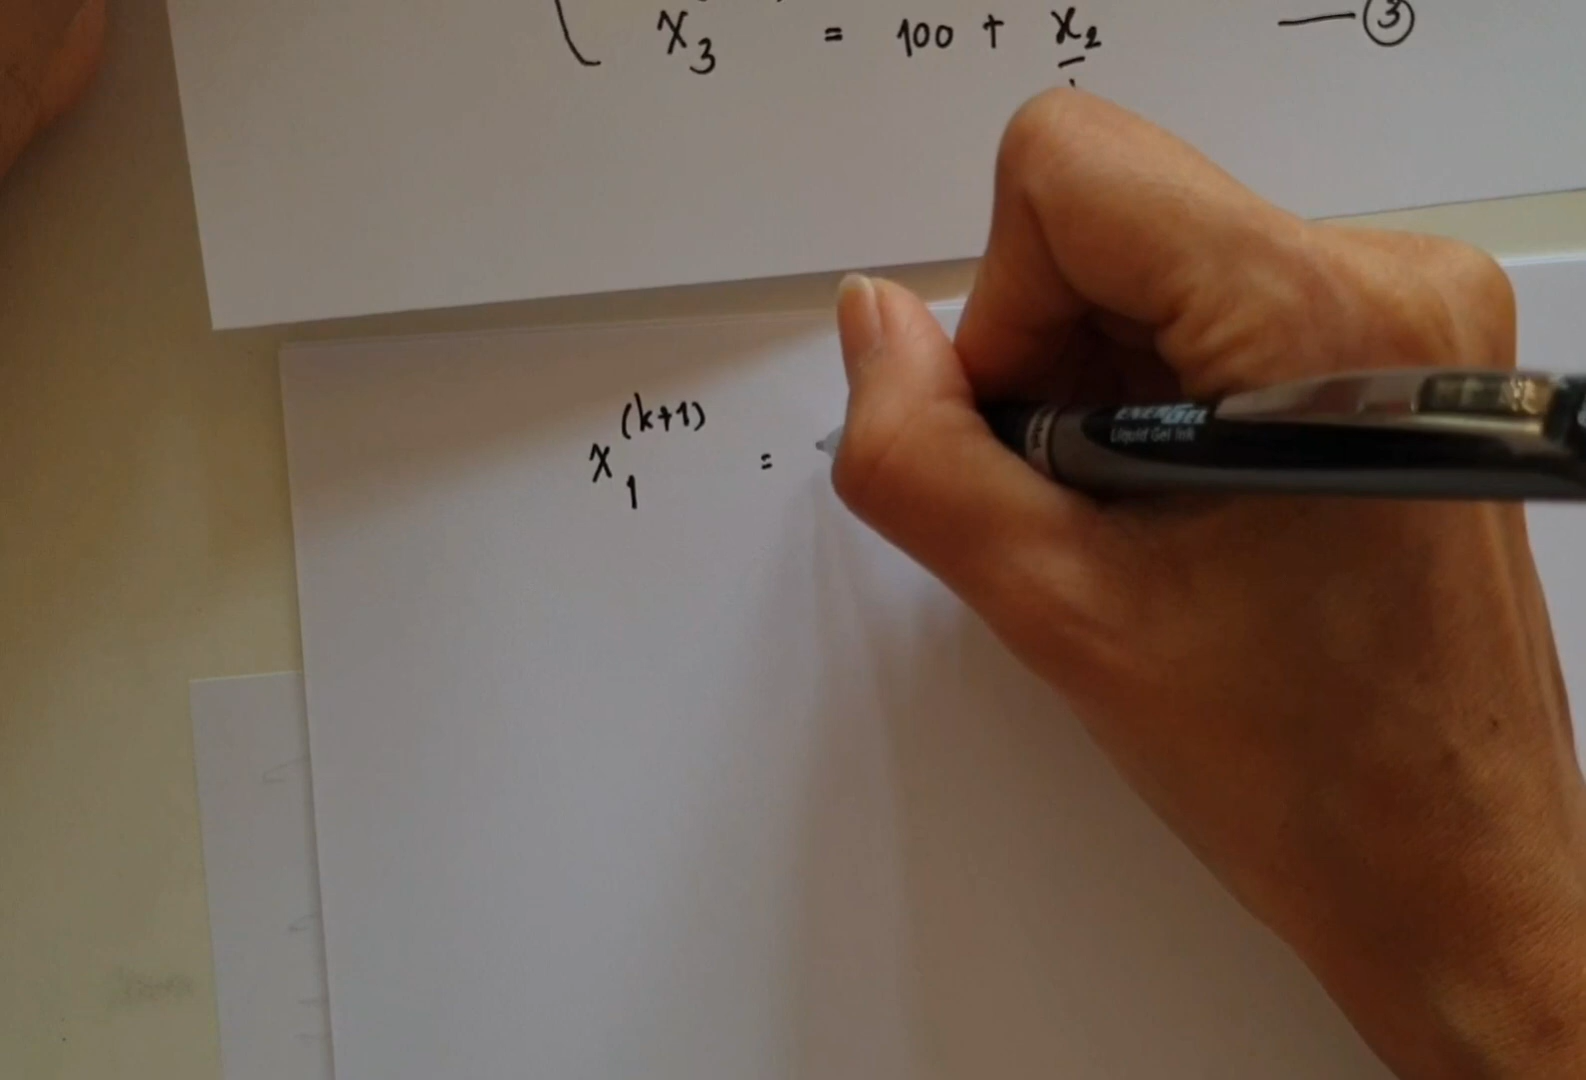 x₃ = 100 + x₂ — ③
x₁^(k+1) =
ENERGEL
Liquid Gel Ink